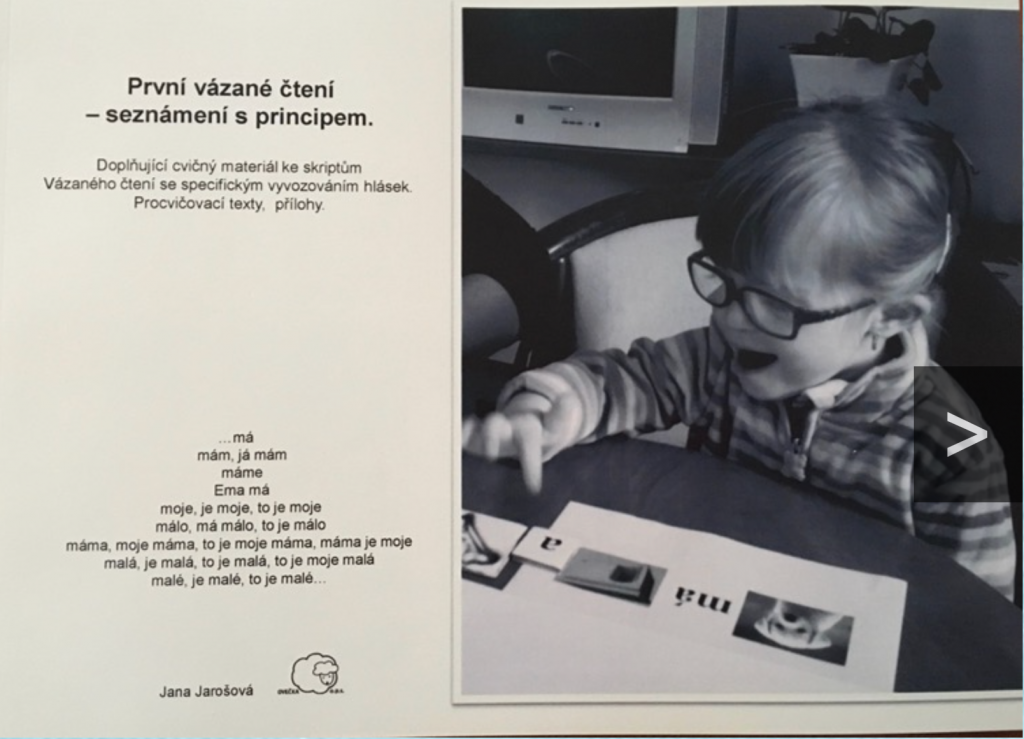 První vázané čtení
– seznámení s principem.
Doplňující cvičný materiál ke skriptům
Vázaného čtení se specifickým vyvozováním hlásek.
Procvičovací texty, přílohy.
...má
mám, já mám
máme
Ema má
moje, je moje, to je moje
málo, má málo, to je málo
máma, moje máma, to je moje máma, máma je moje
malá, je malá, to je malá, to je moje malá
malé, je malé, to je malé...
Jana Jarošová
a
má
>